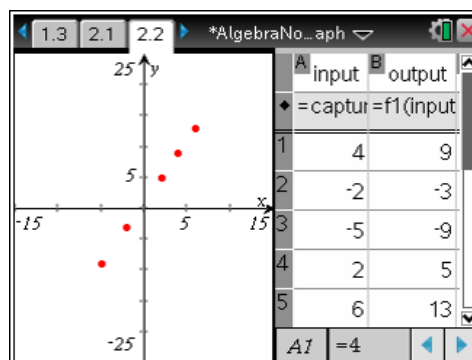 1.3 2.1 2.2 *AlgebraNo…aph
25 y
5
x
-15 5 15
-25
A input B output
=captur =f1(input
1 4 9
2 -2 -3
3 -5 -9
4 2 5
5 6 13
A1 =4